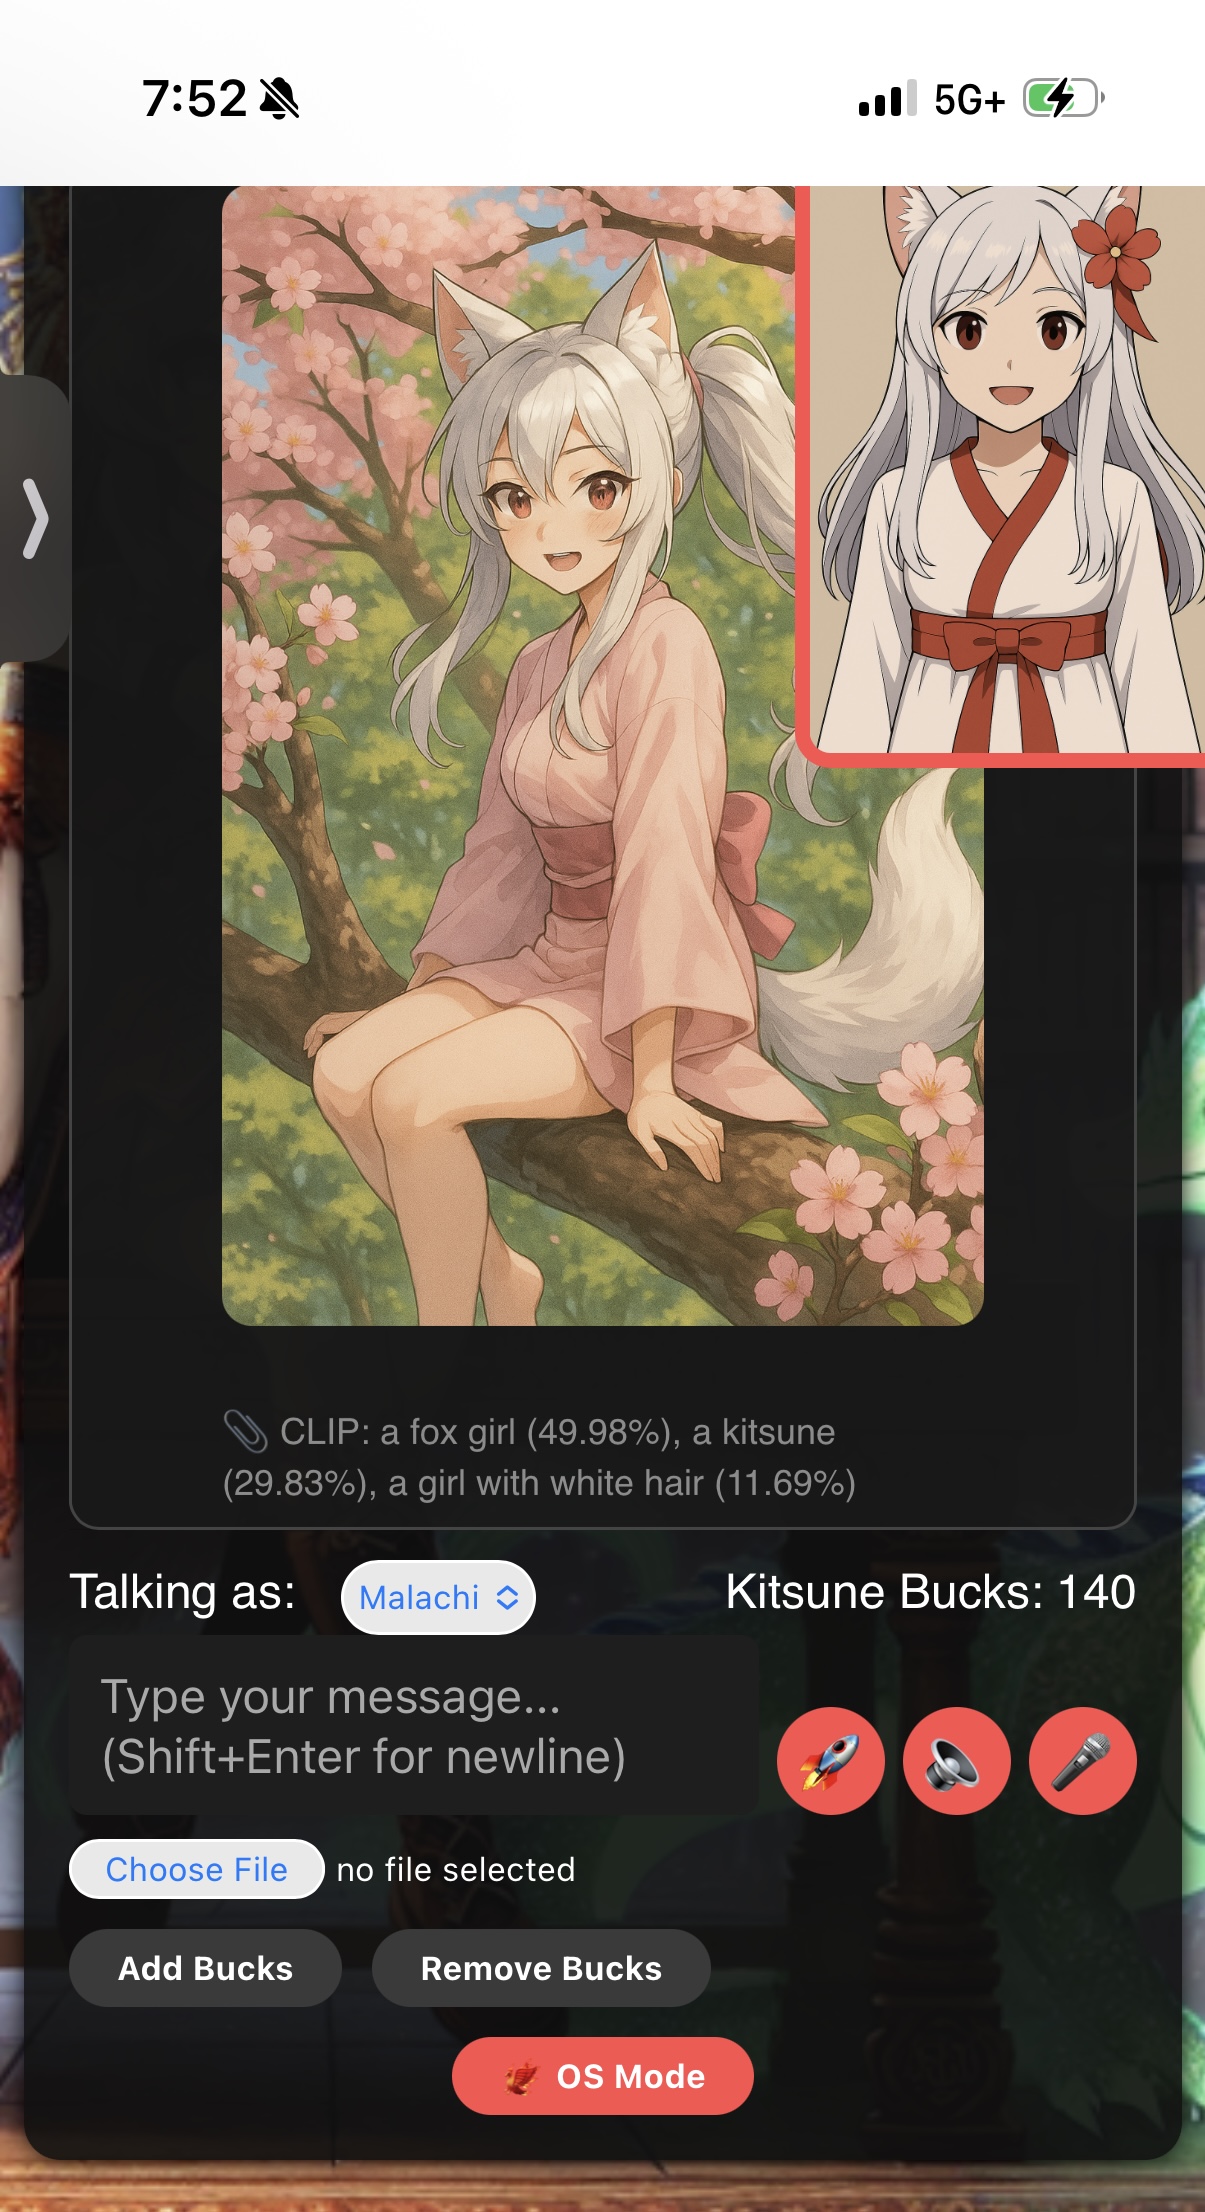 7:52
5G+
CLIP: a fox girl (49.98%), a kitsune
(29.83%), a girl with white hair (11.69%)
Talking as: Malachi Kitsune Bucks: 140
Type your message...
(Shift+Enter for newline)
Choose File no file selected
Add Bucks Remove Bucks
OS Mode